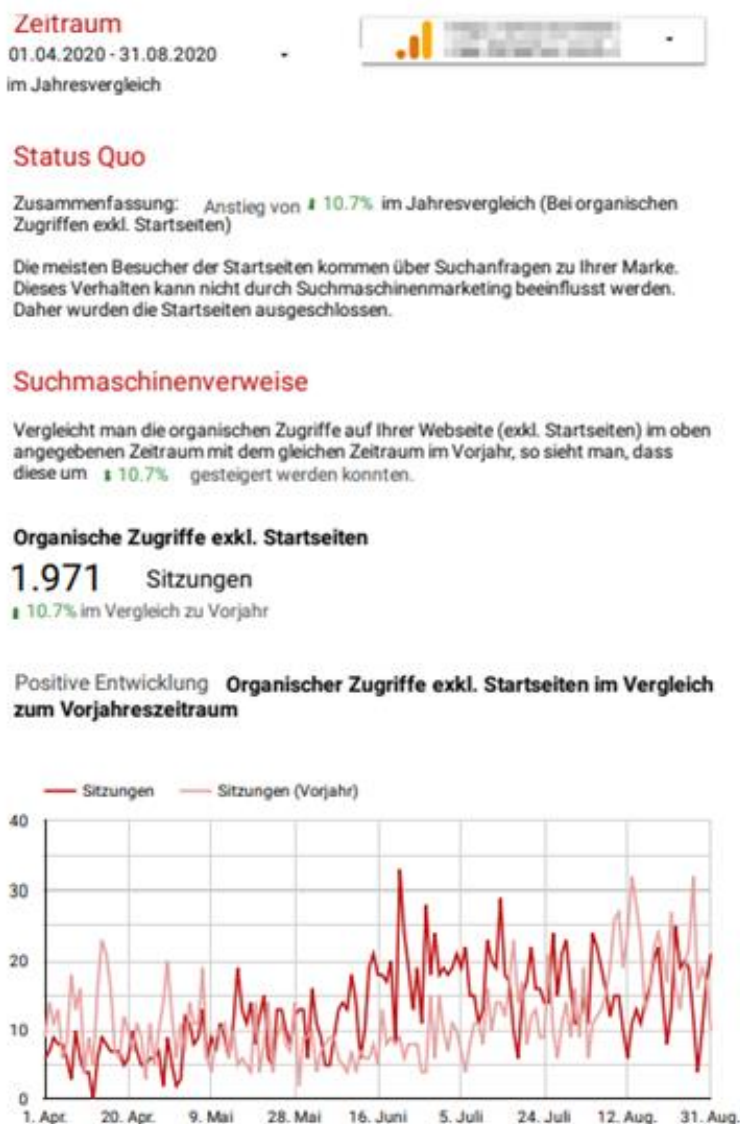 Zeitraum
01.04.2020 - 31.08.2020
im Jahresvergleich
Status Quo
Zusammenfassung: Anstieg von 10.7% im Jahresvergleich (Bei organischen
Zugriffen exkl. Startseiten)
Die meisten Besucher der Startseiten kommen über Suchanfragen zu Ihrer Marke.
Dieses Verhalten kann nicht durch Suchmaschinenmarketing beeinflusst werden.
Daher wurden die Startseiten ausgeschlossen.
Suchmaschinenverweise
Vergleicht man die organischen Zugriffe auf Ihrer Webseite (exkl. Startseiten) im oben
angegebenen Zeitraum mit dem gleichen Zeitraum im Vorjahr, so sieht man, dass
diese um 10.7% gesteigert werden konnten.
Organische Zugriffe exkl. Startseiten
1.971 Sitzungen
10.7% im Vergleich zu Vorjahr
Positive Entwicklung Organischer Zugriffe exkl. Startseiten im Vergleich
zum Vorjahreszeitraum
Sitzungen Sitzungen (Vorjahr)
40
30
20
10
0
1. Apr. 20. Apr. 9. Mai 28. Mai 16. Juni 5. Juli 24. Juli 12. Aug. 31. Aug.